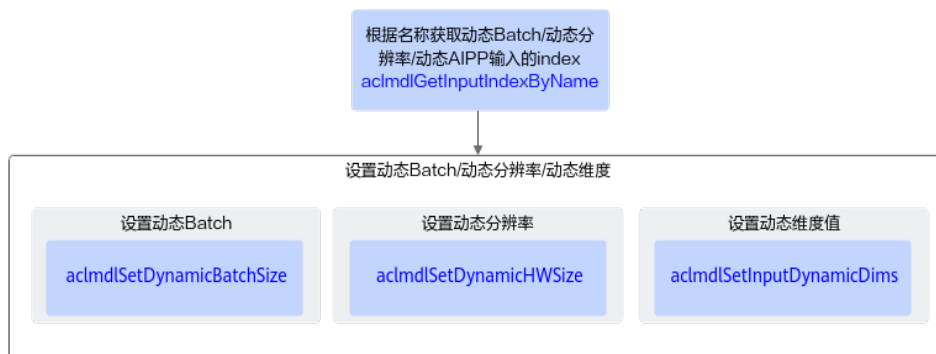 根据名称获取动态Batch/动态分
辨率/动态AIPP输入的index
aclmdlGetInputIndexByName
设置动态Batch/动态分辨率/动态维度
设置动态Batch
设置动态分辨率
设置动态维度值
aclmdlSetDynamicBatchSize
aclmdlSetDynamicHWSize
aclmdlSetInputDynamicDims